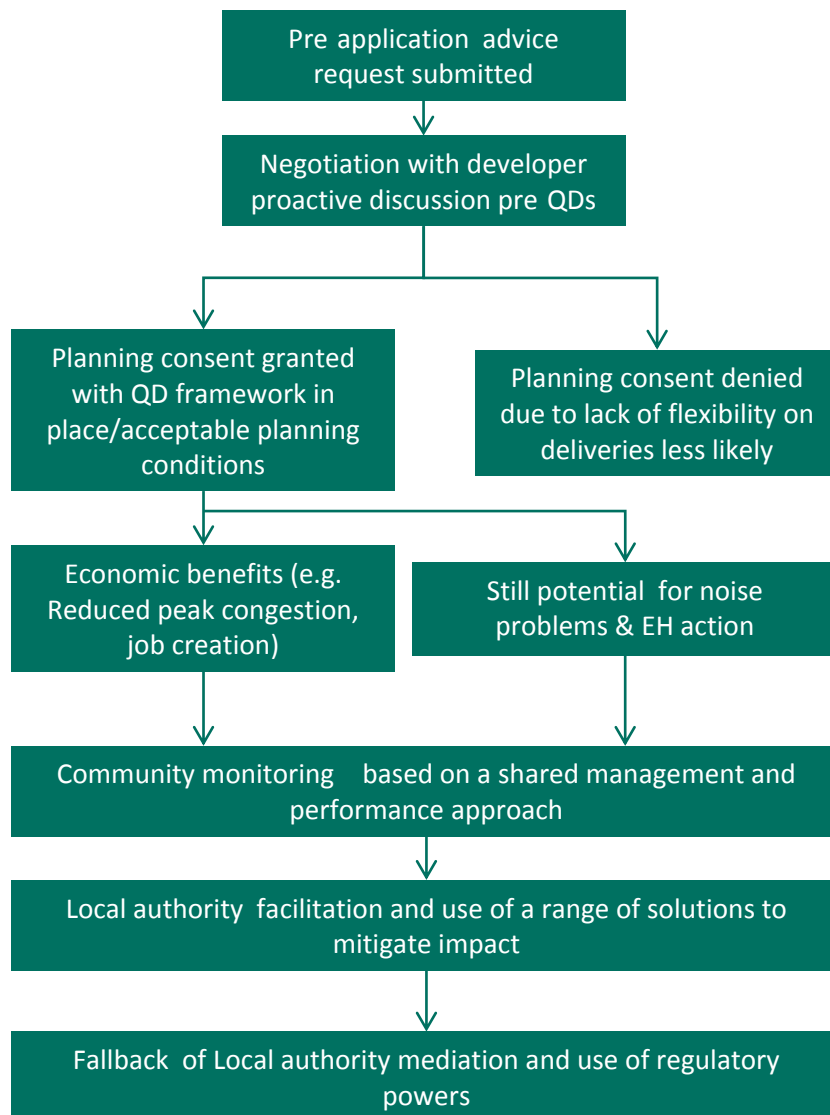 Pre application advice
request submitted
Negotiation with developer
proactive discussion pre QDs
Planning consent granted
with QD framework in
place/acceptable planning
conditions
Planning consent denied
due to lack of flexibility on
deliveries less likely
Economic benefits (e.g.
Reduced peak congestion,
job creation)
Still potential for noise
problems & EH action
Community monitoring based on a shared management and
performance approach
Local authority facilitation and use of a range of solutions to
mitigate impact
Fallback of Local authority mediation and use of regulatory
powers